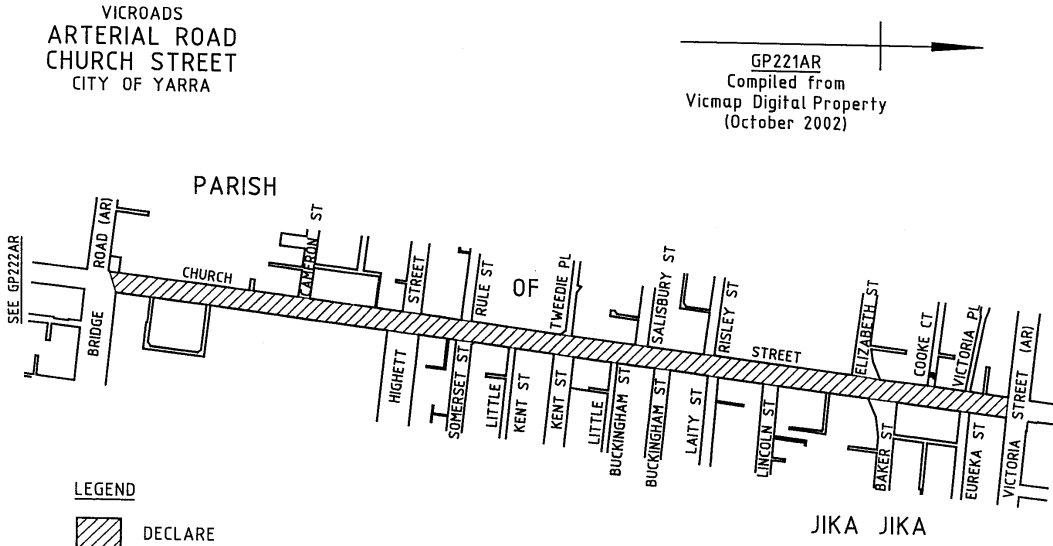 VICROADS
ARTERIAL ROAD
CHURCH STREET
CITY OF YARRA
GP221AR
Compiled from
Vicmap Digital Property
(October 2002)
PARISH
OF
JIKA JIKA
SEE GP222AR
BRIDGE
ROAD (AR)
CHURCH
STREET
CAMERON ST
HIGHETT
STREET
SOMERSET ST
RULE ST
LITTLE
KENT ST
KENT ST
TWEEDIE PL
LITTLE
BUCKINGHAM ST
BUCKINGHAM ST
SALISBURY ST
LAITY ST
RISLEY ST
LINCOLN ST
ELIZABETH ST
BAKER ST
COOKE CT
VICTORIA PL
EUREKA ST
VICTORIA
STREET (AR)
LEGEND
DECLARE